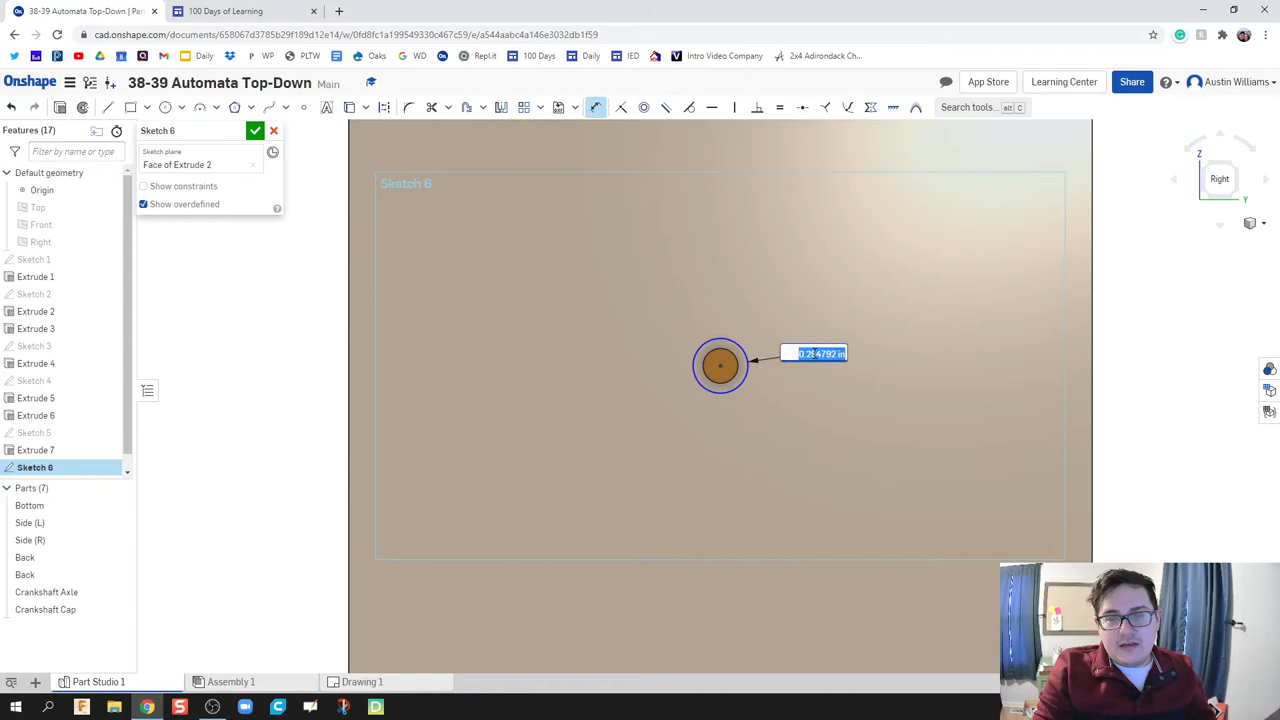 38-39 Automata Top-Down
100 Days of Learning
cad.onshape.com/documents/658067d3785b29f189d12e14/w/0fd8fc1a199549330c467c59/e/a544aabc4a146e3032d1bf59
Daily
WP
PLTW
Oaks
WD
Repl.it
100 Days
Daily
IED
Intro Video Company
2x4 Adirondack Ch...
Onshape
38-39 Automata Top-Down Main
App Store
Learning Center
Share
Austin Williams
Search tools... alt C
Features (17)
Filter by name or type
Default geometry
Origin
Top
Front
Right
Sketch 1
Extrude 1
Sketch 2
Extrude 2
Extrude 3
Sketch 3
Extrude 4
Sketch 4
Extrude 5
Extrude 6
Sketch 5
Extrude 7
Sketch 6
Parts (7)
Bottom
Side (L)
Side (R)
Back
Back
Crankshaft Axle
Crankshaft Cap
Sketch 6
Sketch plane
Face of Extrude 2
Show constraints
Show overdefined
Sketch 6
Z
Right
Y
Part Studio 1
Assembly 1
Drawing 1